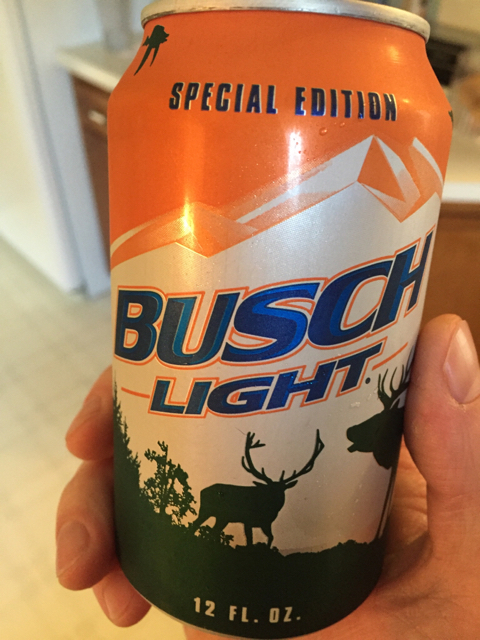 SPECIAL EDITION
BUSCH
LIGHT.
12 FL. OZ.